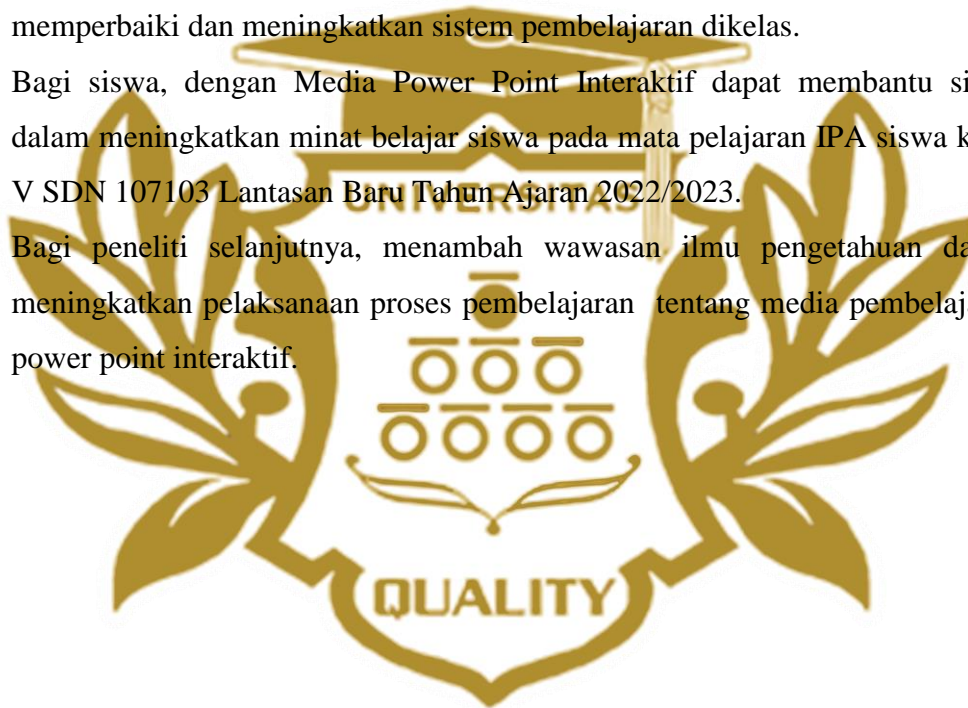 memperbaiki dan meningkatkan sistem pembelajaran dikelas.
Bagi siswa, dengan Media Power Point Interaktif dapat membantu si
dalam meningkatkan minat belajar siswa pada mata pelajaran IPA siswa k
V SDN 107103 Lantasan Baru Tahun Ajaran 2022/2023.
UNIVERSITAS
Bagi peneliti selanjutnya, menambah wawasan ilmu pengetahuan da
meningkatkan pelaksanaan proses pembelajaran tentang media pembelaja
power point interaktif.
QUALITY